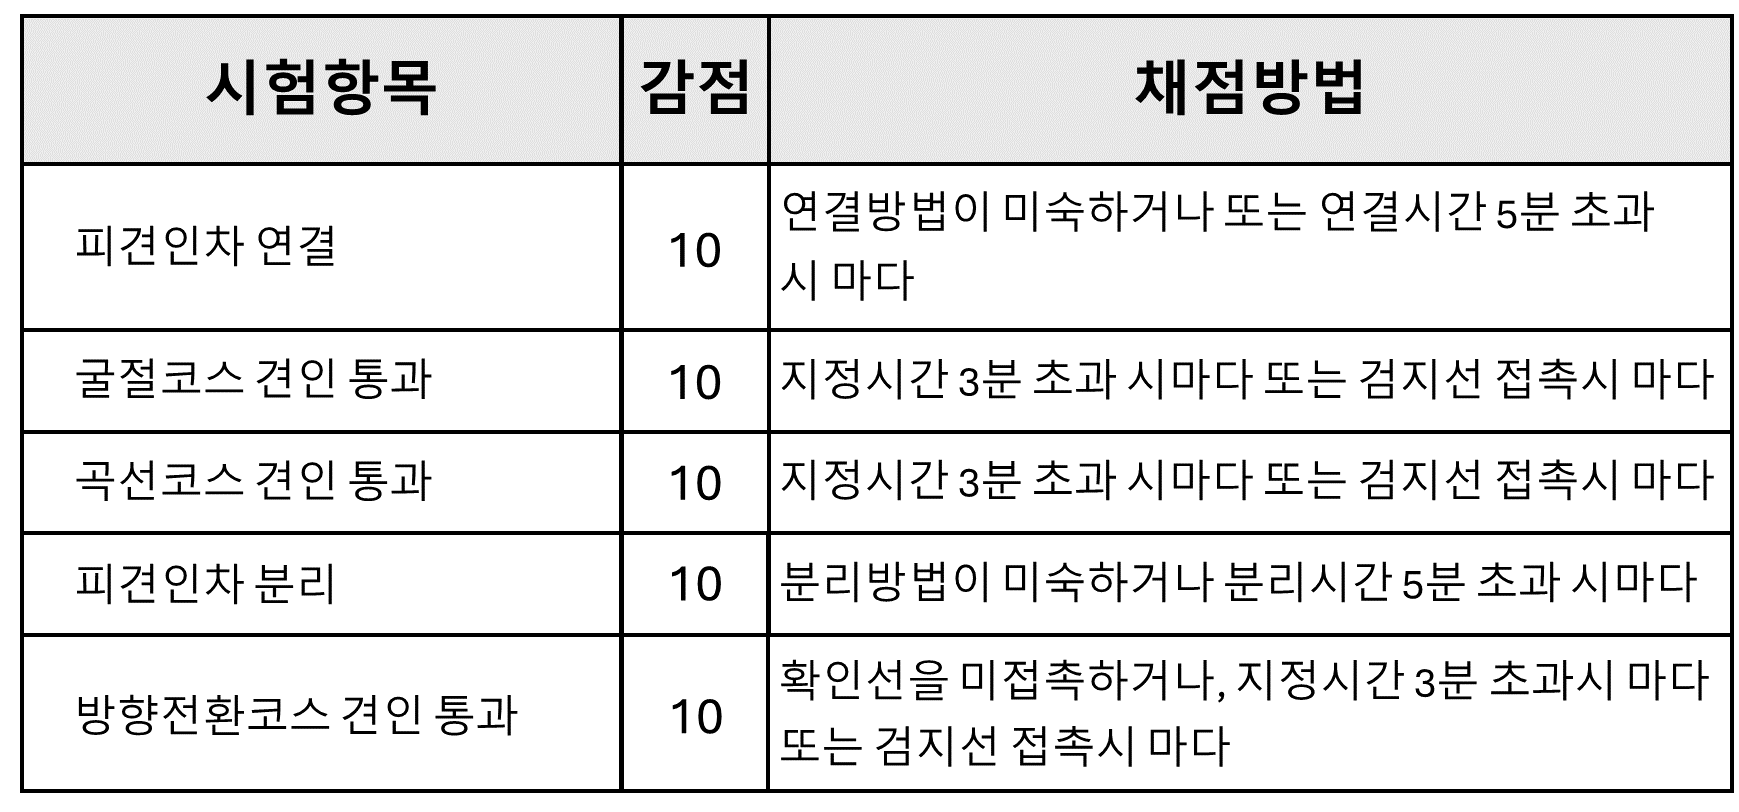 시험항목 감점 채점방법
피견인차 연결 10 연결방법이 미숙하거나 또는 연결시간 5분 초과
시 마다
굴절코스 견인 통과 10 지정시간 3분 초과 시마다 또는 검지선 접촉시 마다
곡선코스 견인 통과 10 지정시간 3분 초과 시마다 또는 검지선 접촉시 마다
피견인차 분리 10 분리방법이 미숙하거나 분리시간 5분 초과 시마다
방향전환코스 견인 통과 10 확인선을 미접촉하거나, 지정시간 3분 초과시 마다
또는 검지선 접촉시 마다